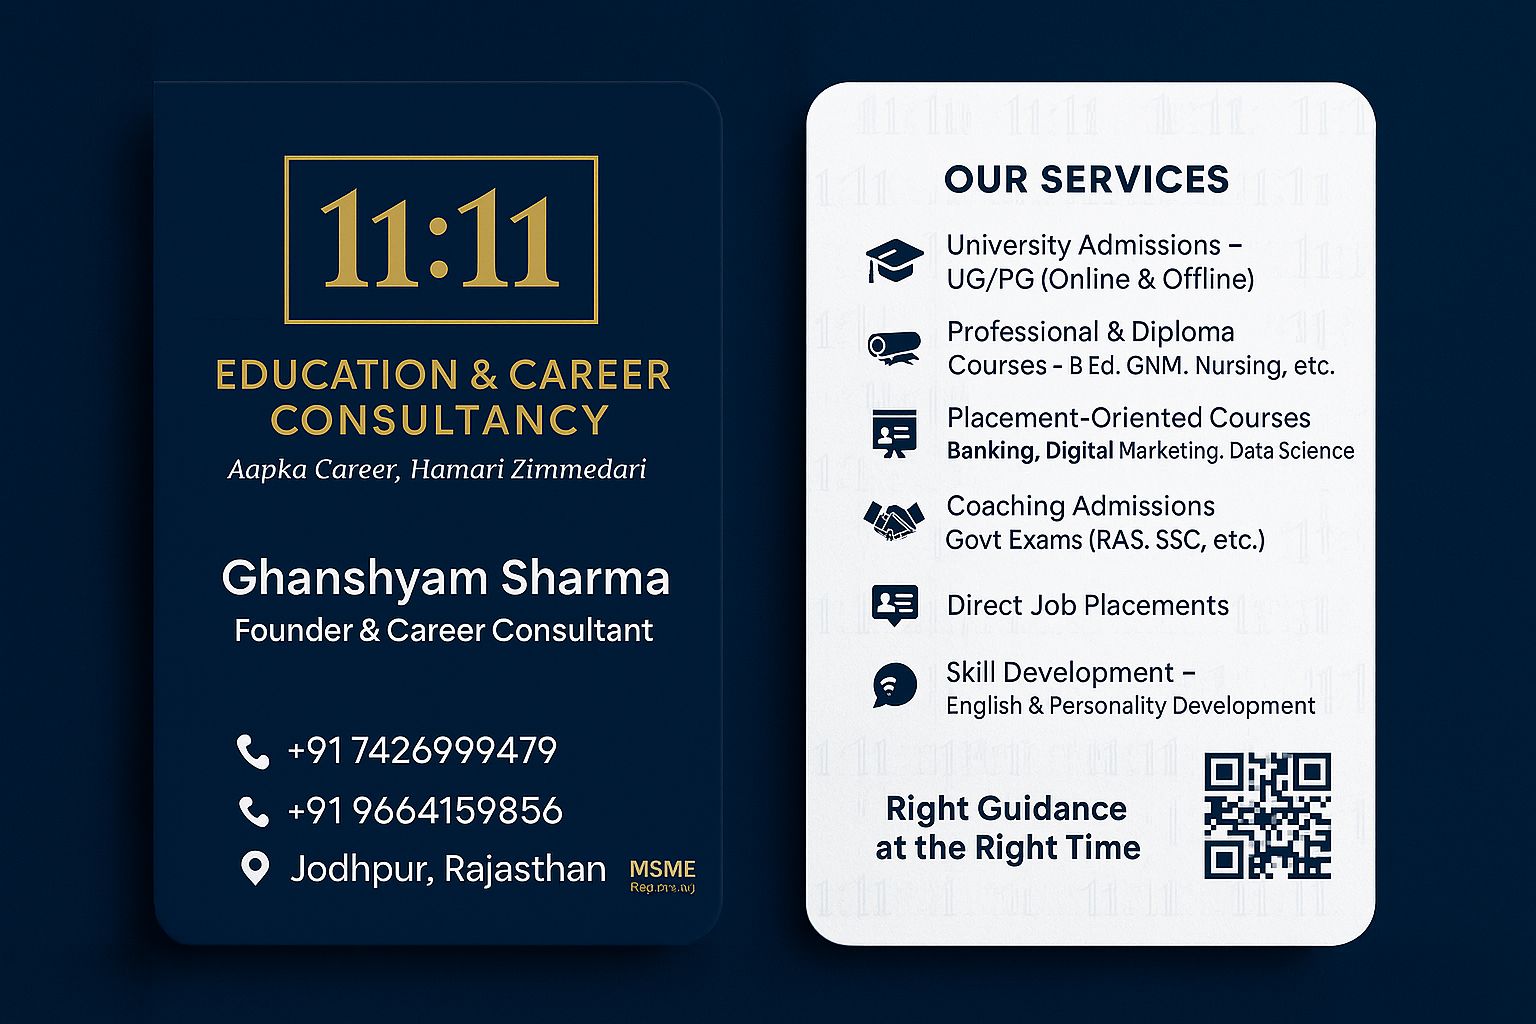 11:11
EDUCATION & CAREER
CONSULTANCY
Aapka Career, Hamari Zimmedari
Ghanshyam Sharma
Founder & Career Consultant
+91 7426999479
+91 9664159856
Jodhpur, Rajasthan
MSME
OUR SERVICES
University Admissions –
UG/PG (Online & Offline)
Professional & Diploma
Courses - B Ed. GNM. Nursing, etc.
Placement-Oriented Courses
Banking, Digital Marketing. Data Science
Coaching Admissions
Govt Exams (RAS. SSC, etc.)
Direct Job Placements
Skill Development –
English & Personality Development
Right Guidance
at the Right Time